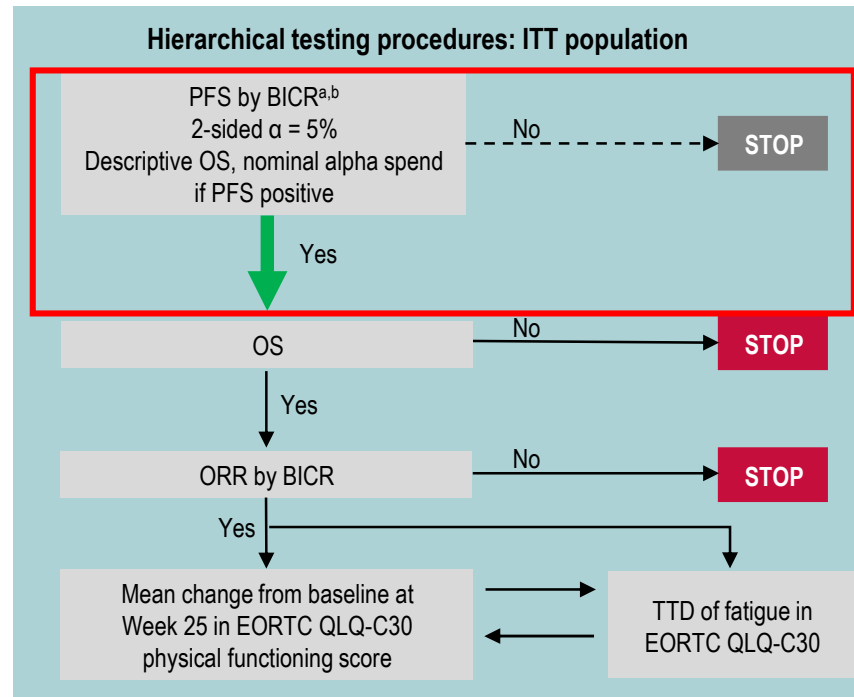 Hierarchical testing procedures: ITT population
PFS by BICRa,b
2-sided α = 5%
Descriptive OS, nominal alpha spend
if PFS positive
No
STOP
Yes
OS
No
STOP
Yes
ORR by BICR
No
STOP
Yes
Mean change from baseline at
Week 25 in EORTC QLQ-C30
physical functioning score
TTD of fatigue in
EORTC QLQ-C30